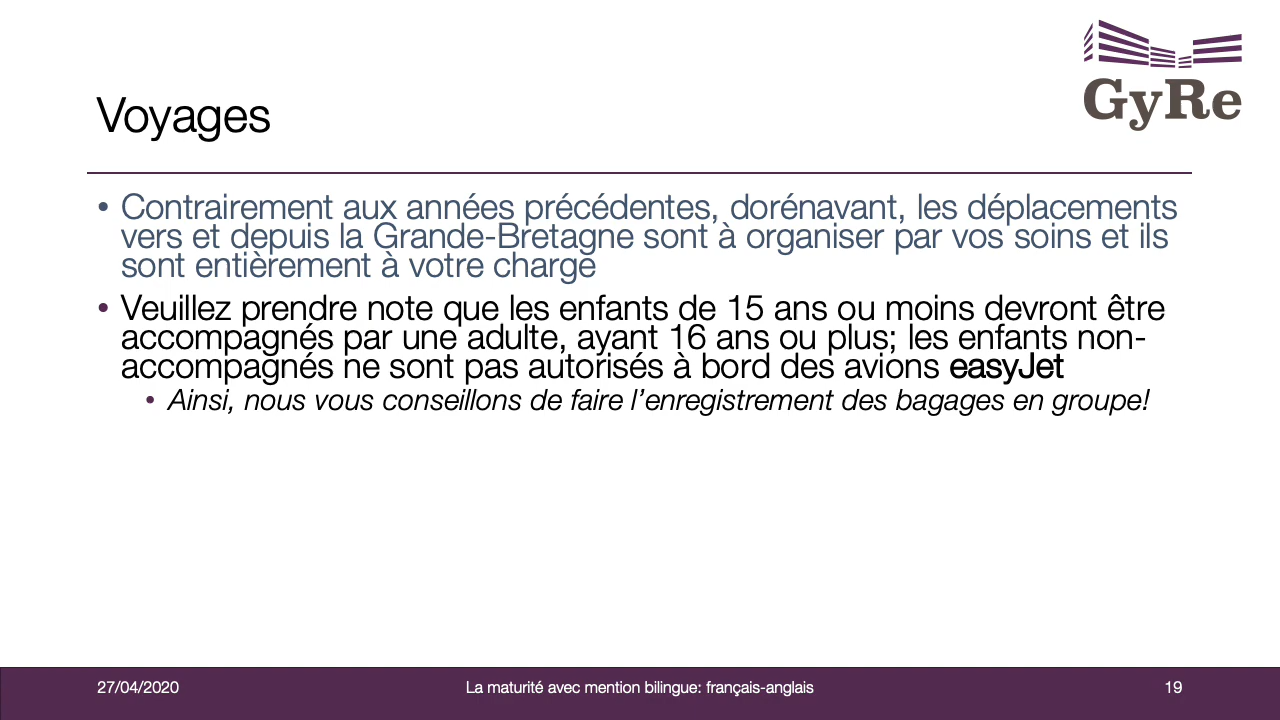 GyRe
Voyages
• Contrairement aux années précédentes, dorénavant, les déplacements
vers et depuis la Grande-Bretagne sont à organiser par vos soins et ils
sont entièrement à votre charge
• Veuillez prendre note que les enfants de 15 ans ou moins devront être
accompagnés par une adulte, ayant 16 ans ou plus; les enfants non-
accompagnés ne sont pas autorisés à bord des avions easyJet
• Ainsi, nous vous conseillons de faire l’enregistrement des bagages en groupe!
27/04/2020
La maturité avec mention bilingue: français-anglais
19